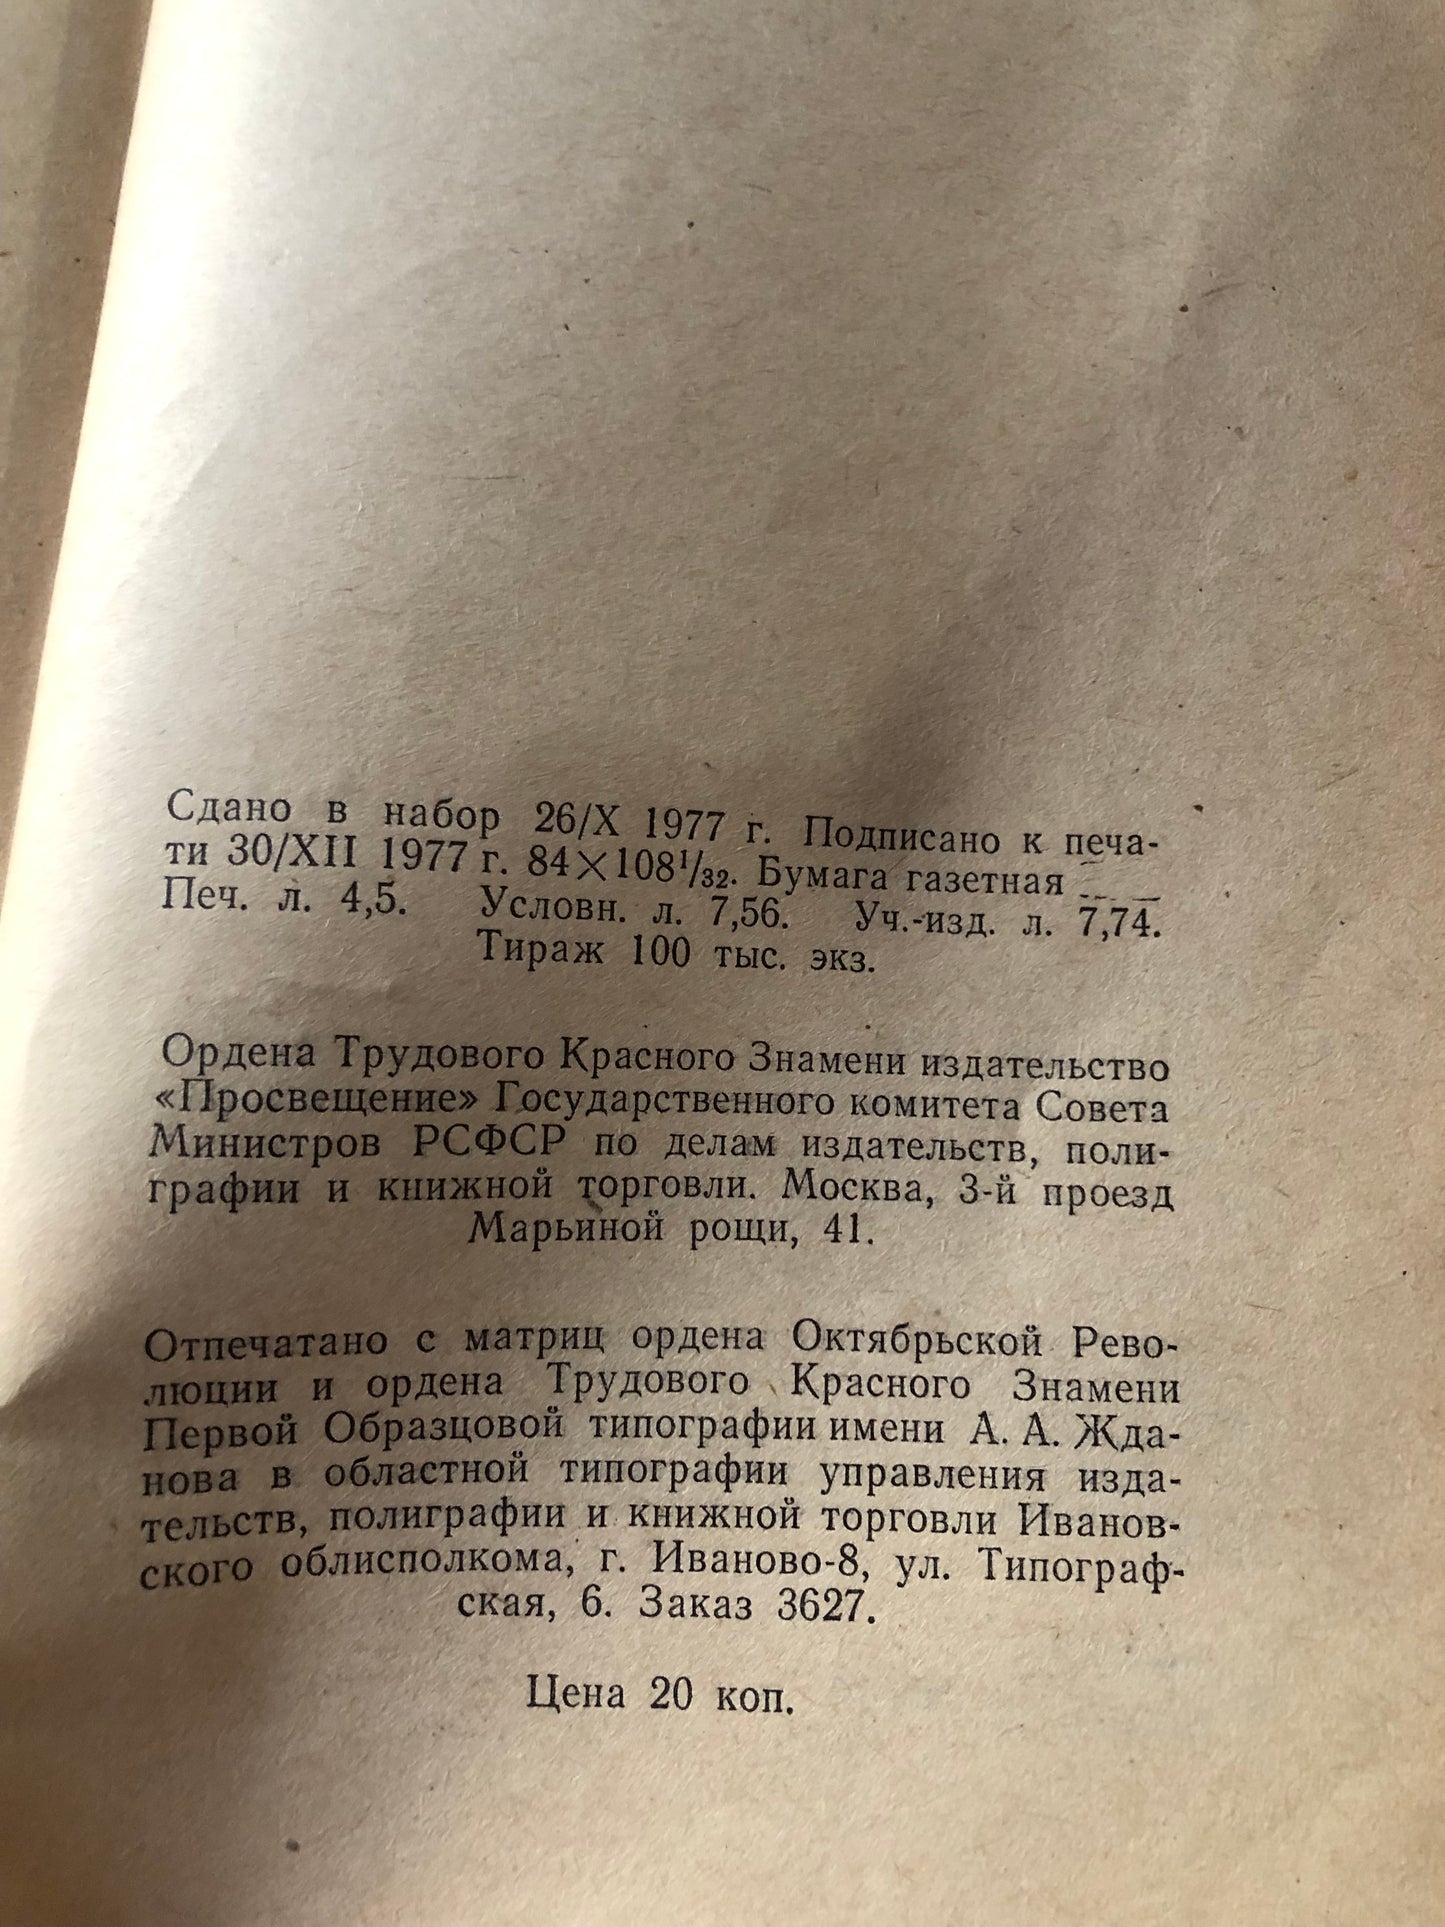 Сдано в набор 26/X 1977 г. Подписано к печа-
ти 30/XII 1977 г. 84×108¹/₃₂. Бумага газетная
Печ. л. 4,5. Условн. л. 7,56. Уч.-изд. л. 7,74.
Тираж 100 тыс. экз.
Ордена Трудового Красного Знамени издательство
«Просвещение» Государственного комитета Совета
Министров РСФСР по делам издательств, поли-
графии и книжной торговли. Москва, 3-й проезд
Марьиной рощи, 41.
Отпечатано с матриц ордена Октябрьской Рево-
люции и ордена Трудового Красного Знамени
Первой Образцовой типографии имени А. А. Жда-
нова в областной типографии управления изда-
тельств, полиграфии и книжной торговли Иванов-
ского облисполкома, г. Иваново-8, ул. Типограф-
ская, 6. Заказ 3627.
Цена 20 коп.